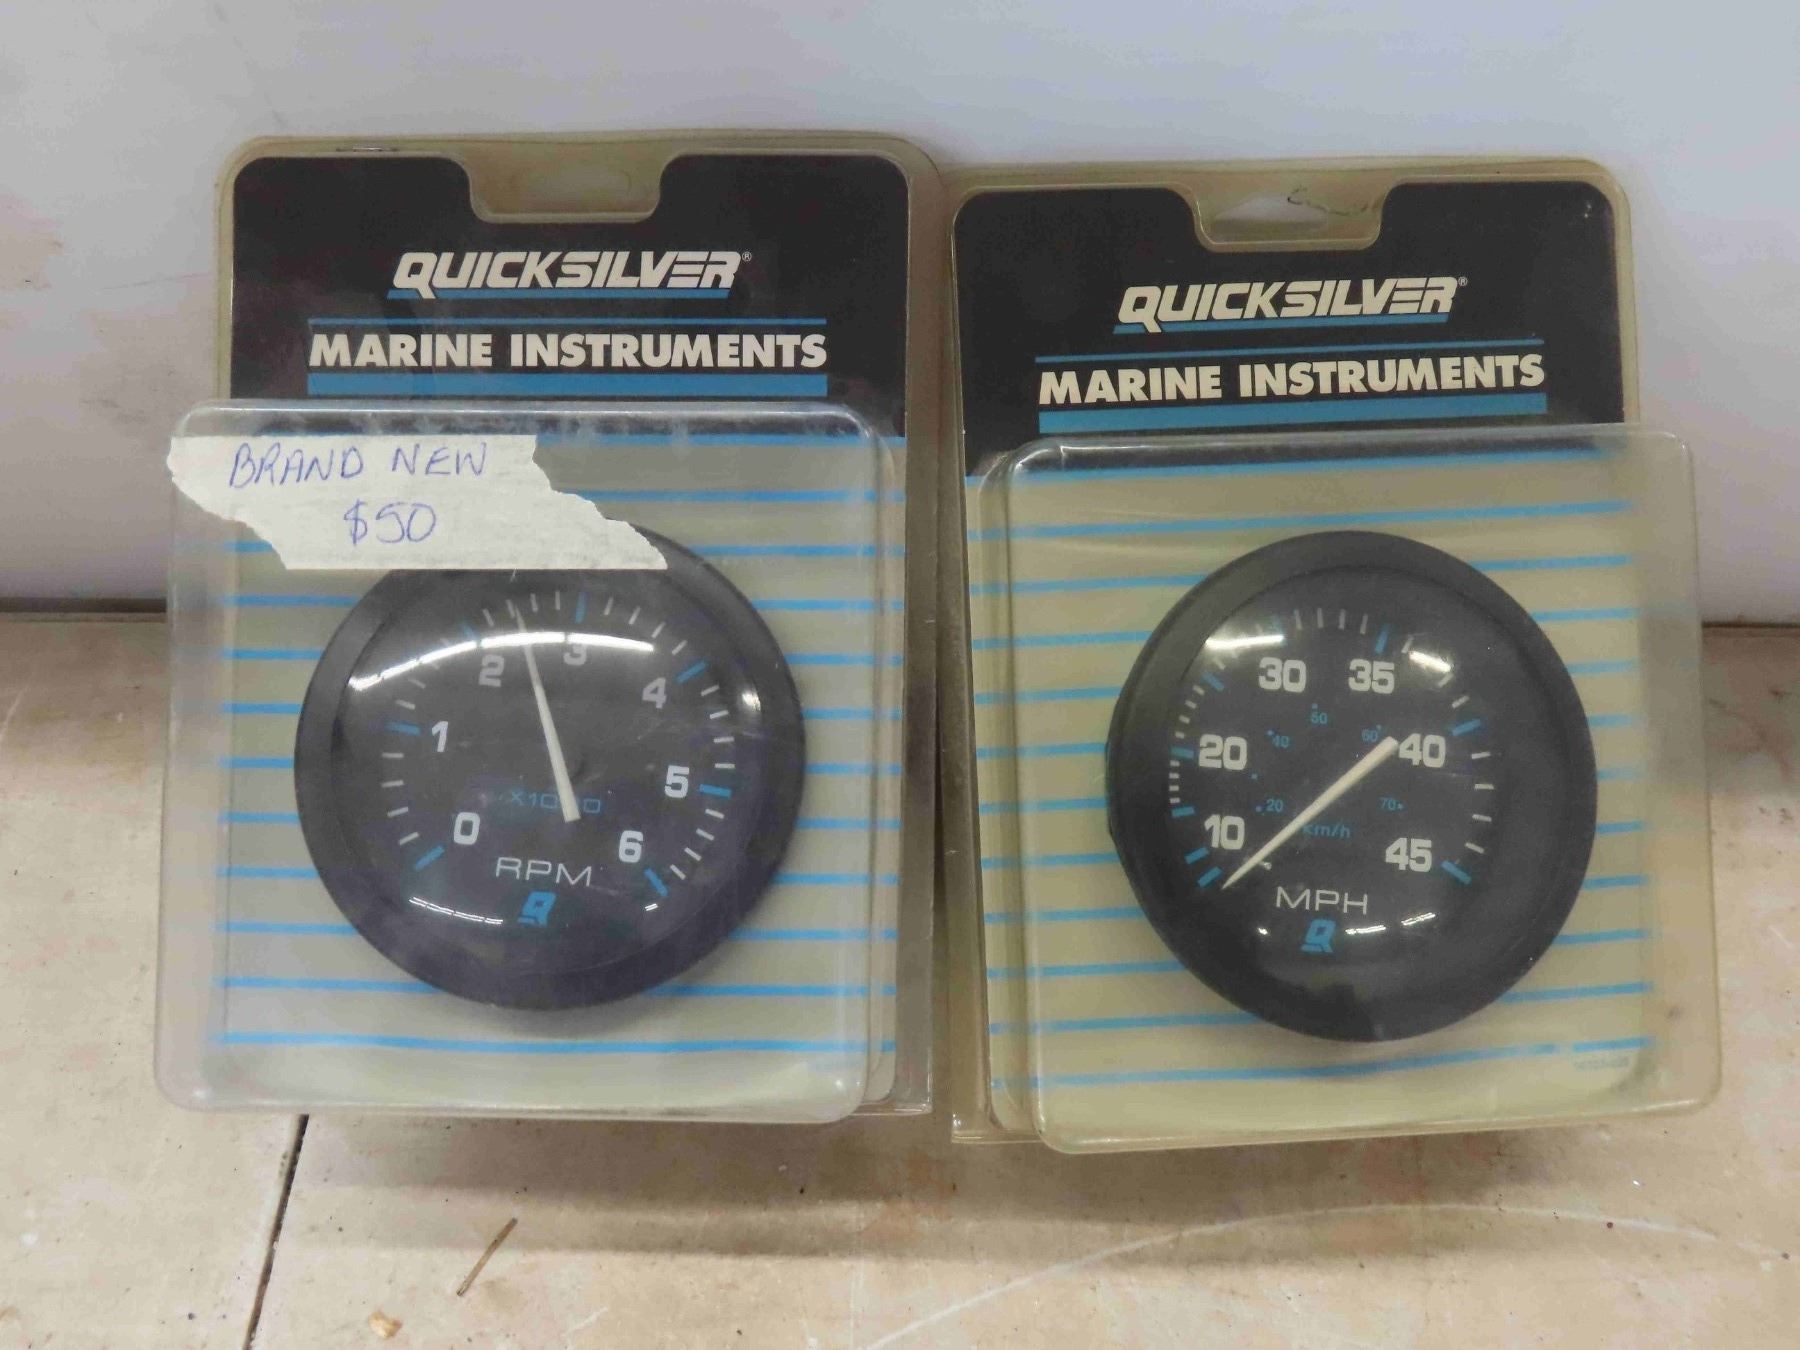 QUICKSILVER®
MARINE INSTRUMENTS
BRAND NEW
$50
0 1 2 3 4 5 6
X1000
RPM
QUICKSILVER®
MARINE INSTRUMENTS
10 20 30 35 40 45
20 40 50 60 70
km/h
MPH